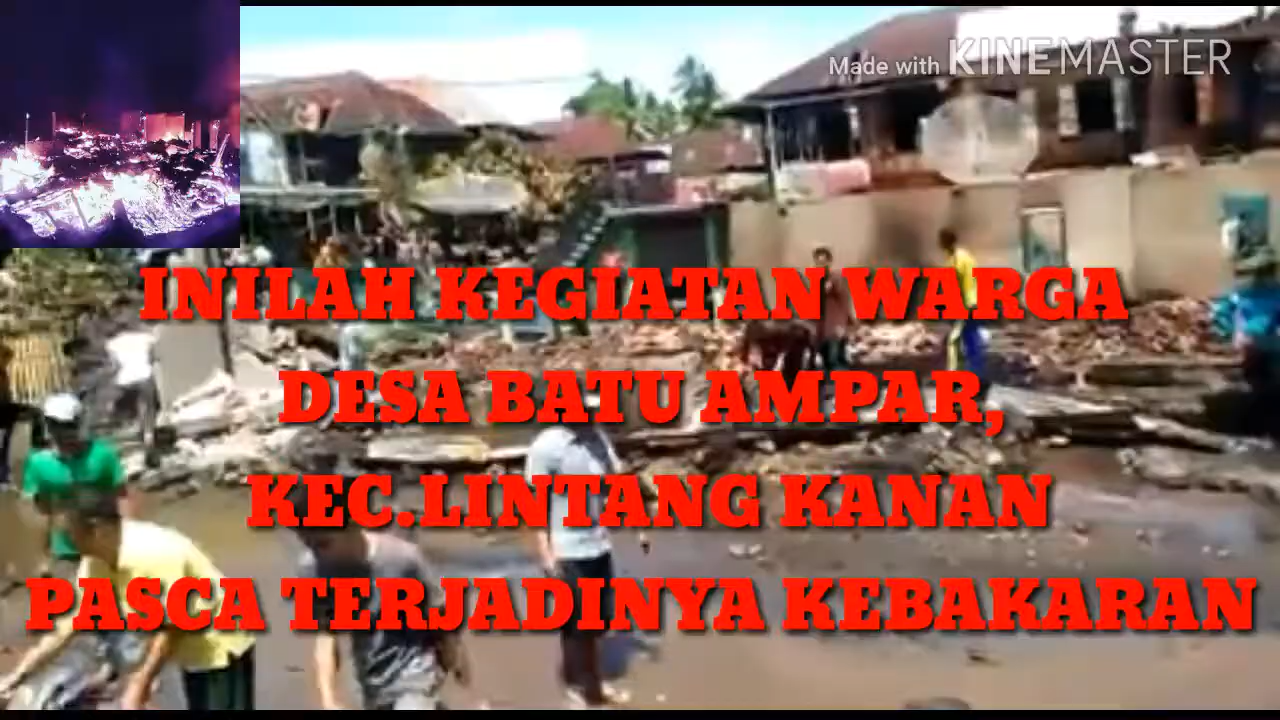 Made with KINEMASTER
INILAH KEGIATAN WARGA
DESA BATU AMPAR,
KEC.LINTANG KANAN
PASCA TERJADINYA KEBAKARAN